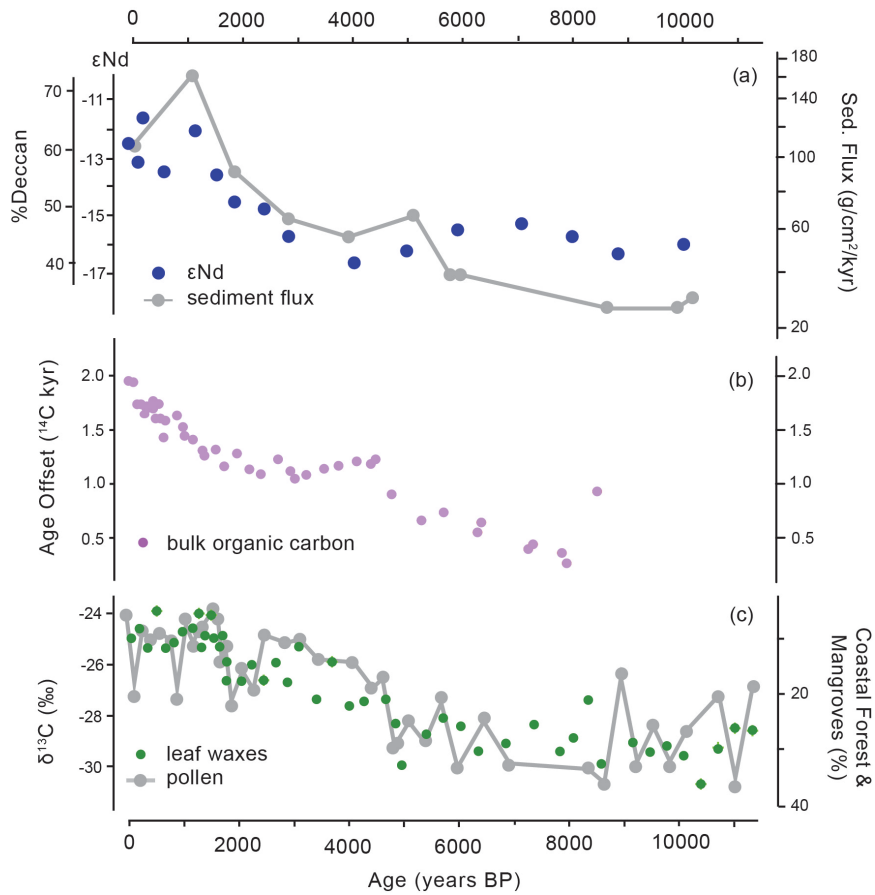 0 2000 4000 6000 8000 10000
εNd
(a)
%Deccan
70
60
50
40
-11
-13
-15
-17
180
140
100
60
20
Sed. Flux (g/cm²/kyr)
εNd
sediment flux
(b)
Age Offset (¹⁴C kyr)
2.0
1.5
1.0
0.5
2.0
1.5
1.0
0.5
bulk organic carbon
(c)
δ¹³C (‰)
-24
-26
-28
-30
20
40
Coastal Forest &
Mangroves (%)
leaf waxes
pollen
0 2000 4000 6000 8000 10000
Age (years BP)